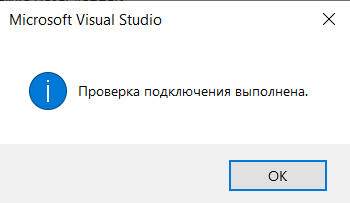 Microsoft Visual Studio
Проверка подключения выполнена.
OK